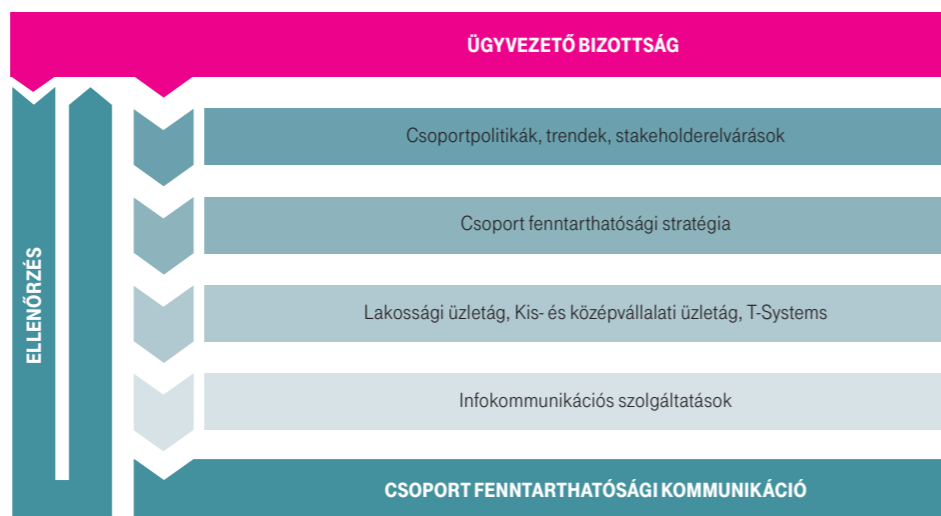 ÜGYVEZETŐ BIZOTTSÁG
Csoportpolitikák, trendek, stakeholderelvárások
Csoport fenntarthatósági stratégia
Lakossági üzletág, Kis- és középvállalati üzletág, T-Systems
Infokommunikációs szolgáltatások
CSOPORT FENNTARTHATÓSÁGI KOMMUNIKÁCIÓ
ELLENŐRZÉS